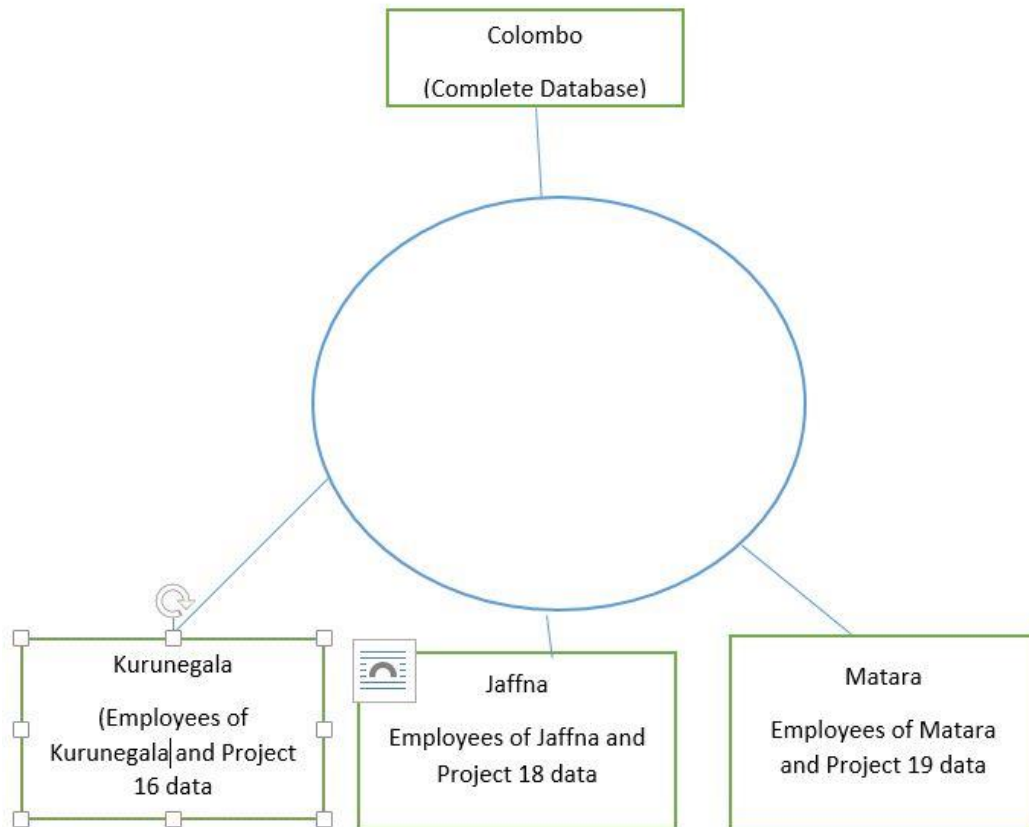 Colombo
(Complete Database)
Kurunegala
(Employees of
Kurunegala and Project
16 data
Jaffna
Employees of Jaffna and
Project 18 data
Matara
Employees of Matara
and Project 19 data